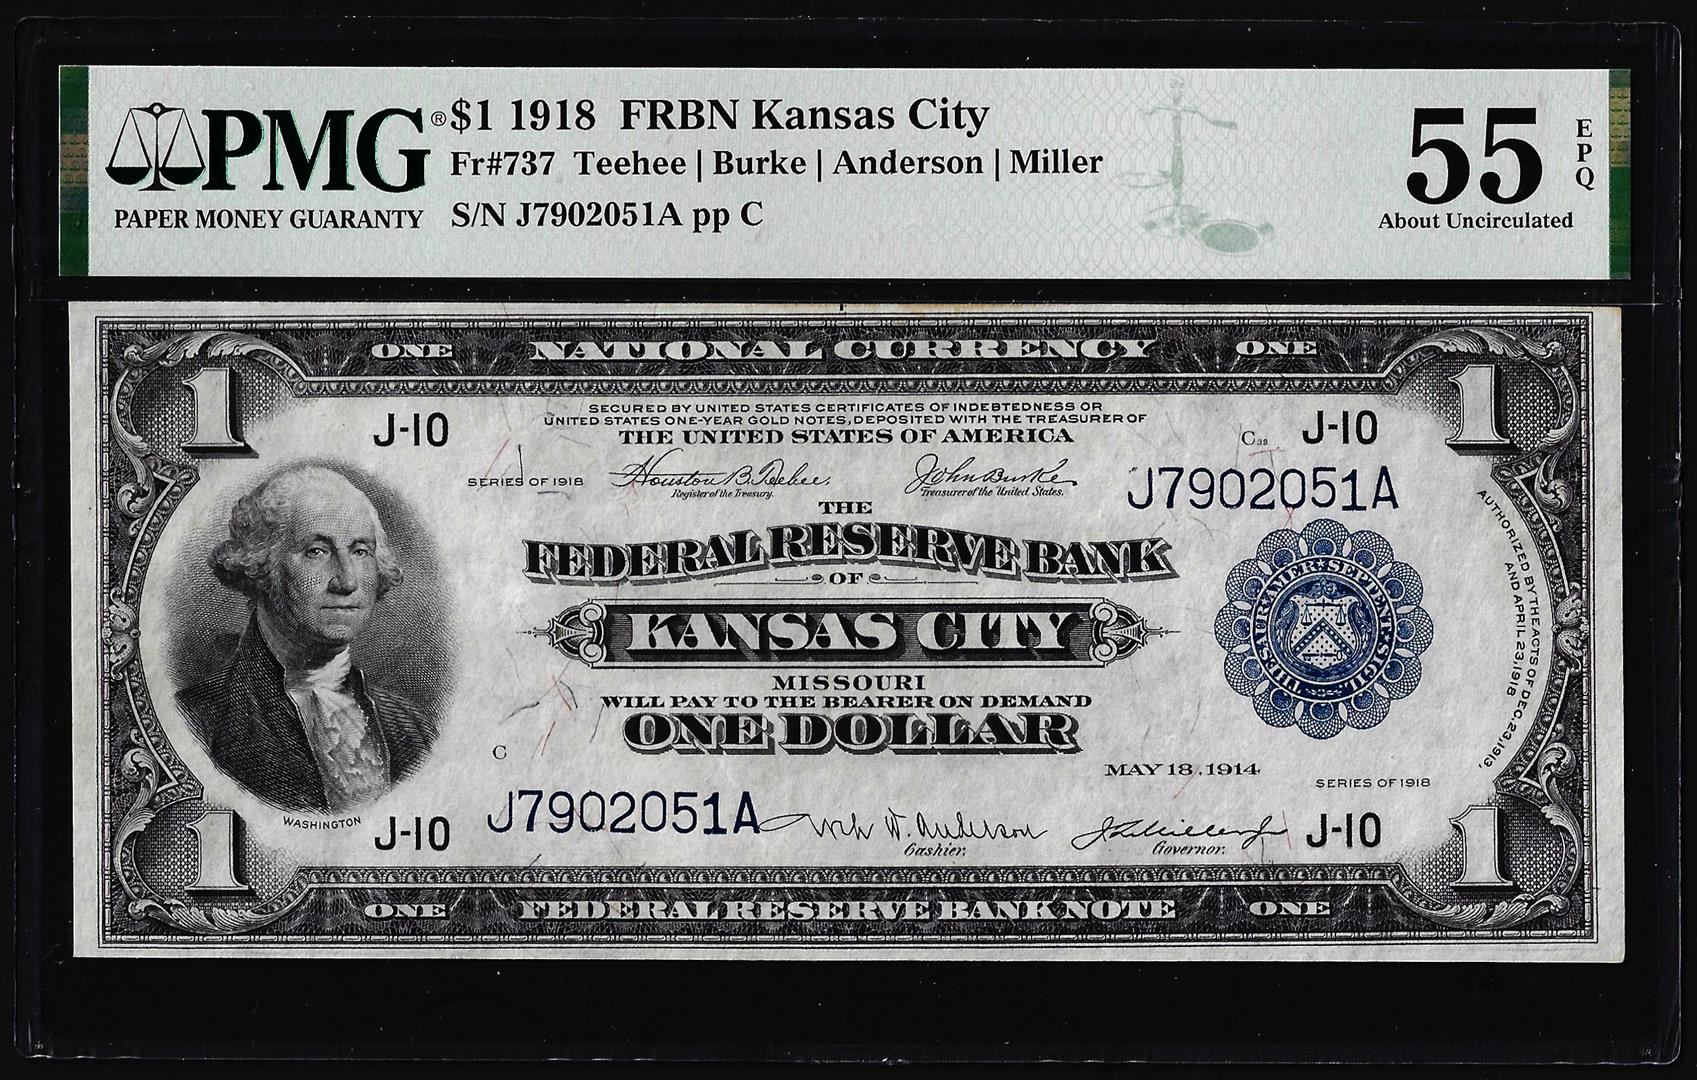 PMG® $1 1918 FRBN Kansas City
Fr#737 Teehee | Burke | Anderson | Miller
PAPER MONEY GUARANTY S/N J7902051A pp C
55 EPQ
About Uncirculated
ONE NATIONAL CURRENCY ONE
1 1
SECURED BY UNITED STATES CERTIFICATES OF INDEBTEDNESS OR
UNITED STATES ONE-YEAR GOLD NOTES, DEPOSITED WITH THE TREASURER OF
THE UNITED STATES OF AMERICA
J-10 J-10
SERIES OF 1918 Houston B. Teehee John Burke
Register of the Treasury. Treasurer of the United States.
J7902051A
THE
FEDERAL RESERVE BANK
OF
KANSAS CITY
MISSOURI
WILL PAY TO THE BEARER ON DEMAND
ONE DOLLAR
THESAUR.AMER.SEPTENT.SIGIL.
AUTHORIZED BY THE ACTS OF DEC. 23, 1913,
AND APRIL 23, 1918
C
MAY 18, 1914
SERIES OF 1918
WASHINGTON
J-10 J7902051A
Cashier. Governor.
J-10
1 1
ONE FEDERAL RESERVE BANK NOTE ONE